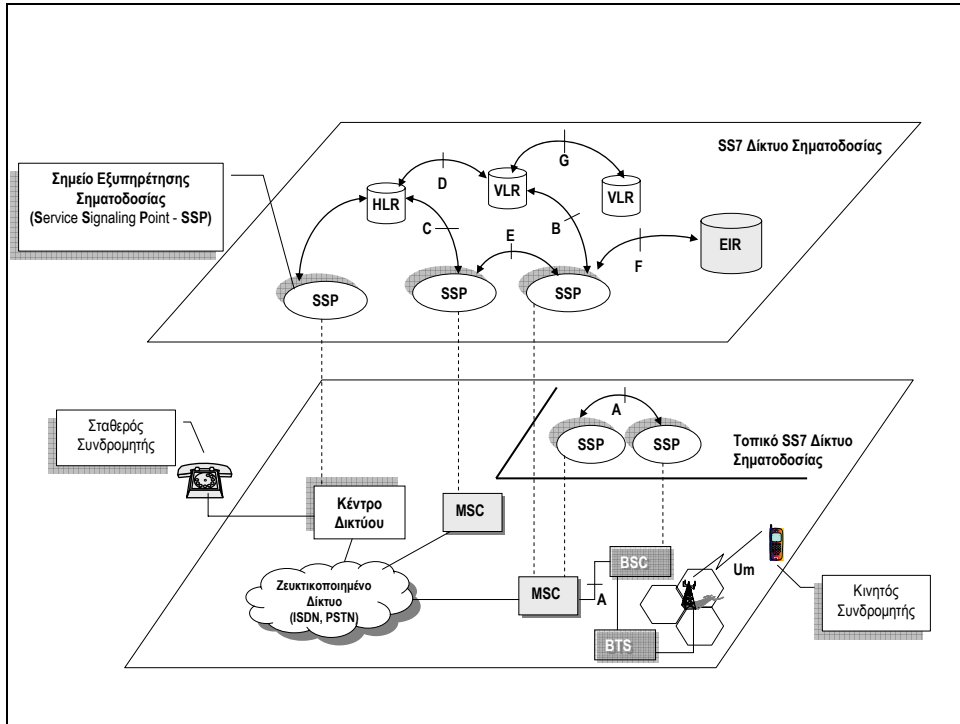 SS7 Δίκτυο Σηματοδοσίας
Σημείο Εξυπηρέτησης
Σηματοδοσίας
(Service Signaling Point - SSP)
G
D
HLR
VLR
VLR
C
E
B
F
EIR
SSP
SSP
SSP
A
SSP
SSP
Τοπικό SS7 Δίκτυο
Σηματοδοσίας
Σταθερός
Συνδρομητής
Κέντρο
Δικτύου
MSC
Ζευκτικοποιημένο
Δίκτυο
(ISDN, PSTN)
MSC
A
BSC
BTS
Um
Κινητός
Συνδρομητής